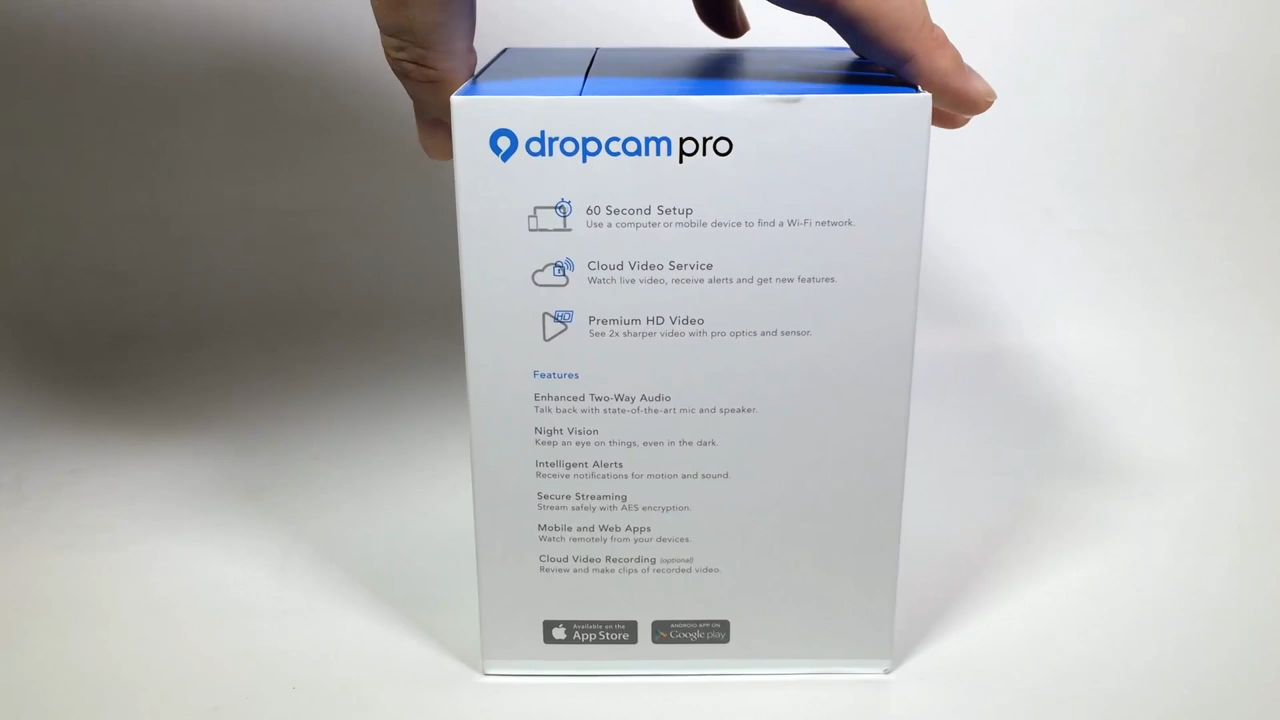 dropcam pro
60 Second Setup
Use a computer or mobile device to find a Wi-Fi network.
Cloud Video Service
Watch live video, receive alerts and get new features.
HD
Premium HD Video
See 2x sharper video with pro optics and sensor.
Features
Enhanced Two-Way Audio
Talk back with state-of-the-art mic and speaker.
Night Vision
Keep an eye on things, even in the dark.
Intelligent Alerts
Receive notifications for motion and sound.
Secure Streaming
Stream safely with AES encryption.
Mobile and Web Apps
Watch remotely from your devices.
Cloud Video Recording (optional)
Review and make clips of recorded video.
Available on the
App Store
ANDROID APP ON
Google play